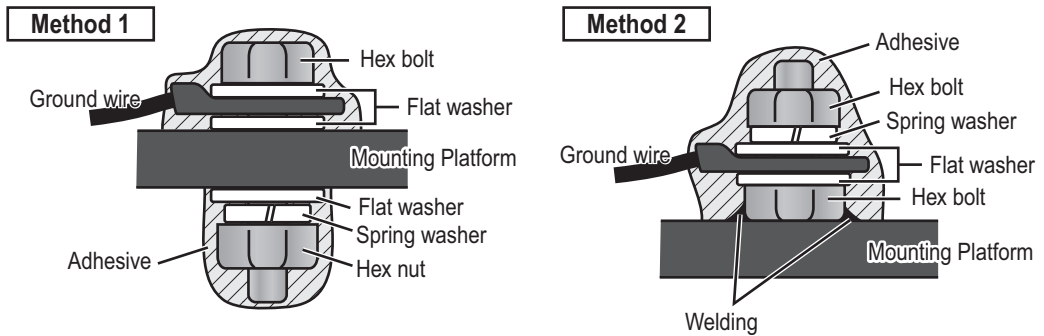 Method 1
Hex bolt
Ground wire
Flat washer
Mounting Platform
Flat washer
Spring washer
Adhesive
Hex nut
Method 2
Adhesive
Hex bolt
Spring washer
Ground wire
Flat washer
Hex bolt
Mounting Platform
Welding